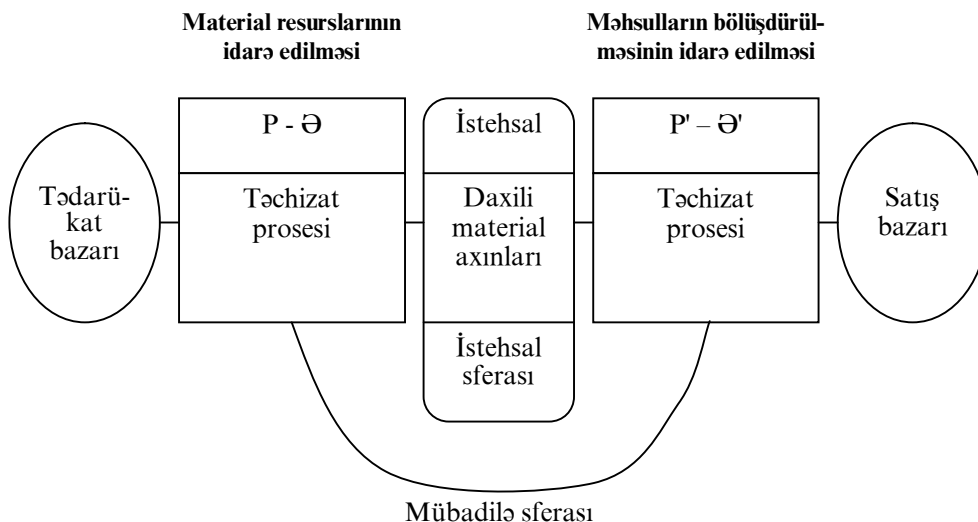 Material resurslarının
idarə edilməsi
Məhsulların bölüşdürül-
məsinin idarə edilməsi
Tədarü-
kat
bazarı
P - Ə
Təchizat
prosesi
İstehsal
Daxili
material
axınları
İstehsal
sferası
P' – Ə'
Təchizat
prosesi
Satış
bazarı
Mübadilə sferası